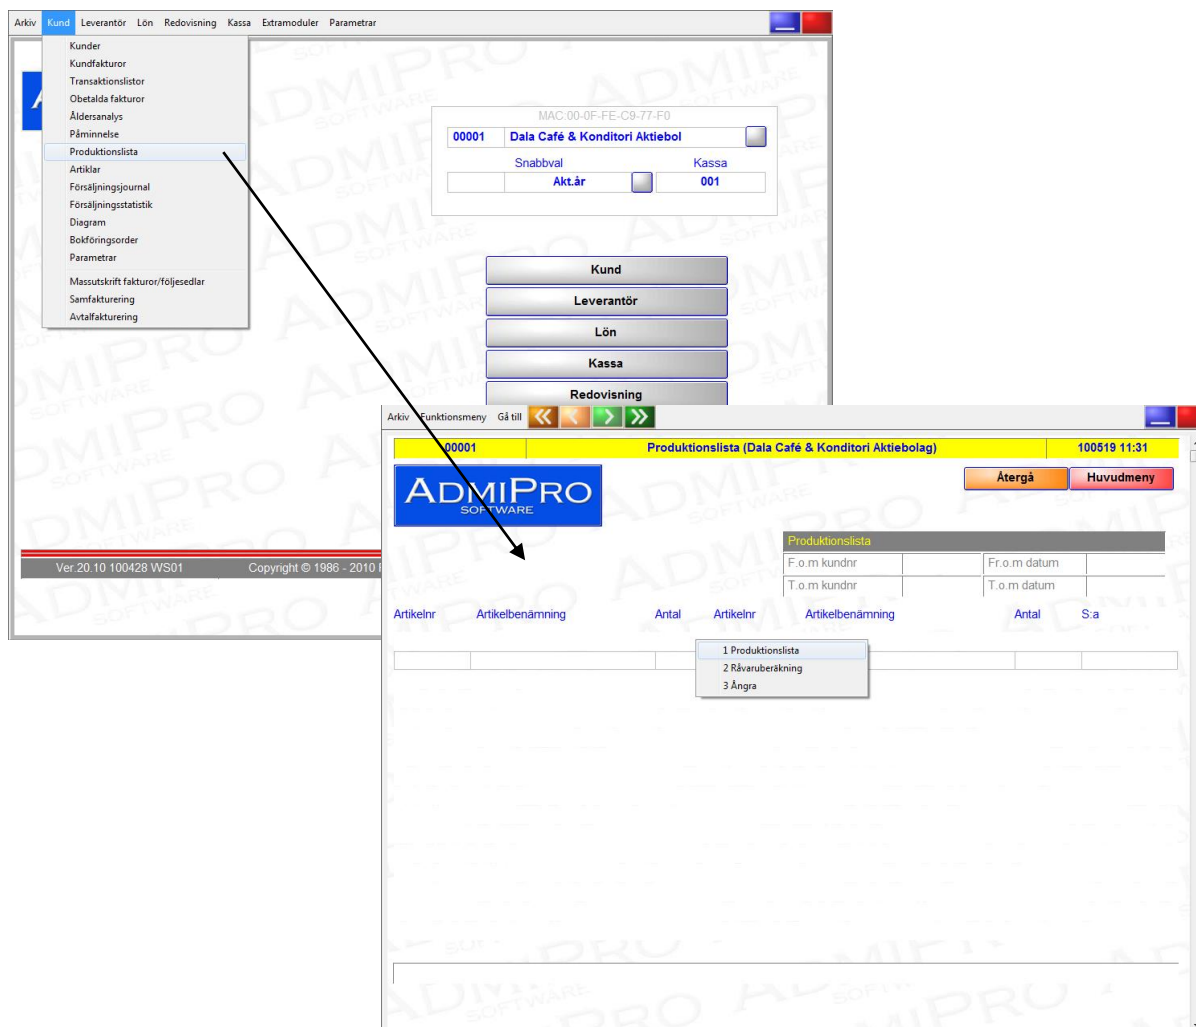 Arkiv Kund Leverantör Lön Redovisning Kassa Extramoduler Parametrar
Kunder
Kundfakturor
Transaktionslistor
Obetalda fakturor
Åldersanalys
Påminnelse
Produktionslista
Artiklar
Försäljningsjournal
Försäljningsstatistik
Diagram
Bokföringsorder
Parametrar
Massutskrift fakturor/följesedlar
Samfakturering
Avtalfakturering
MAC:00-0F-FE-C9-77-F0
00001 Dala Café & Konditori Aktiebol
Snabbval Kassa
Akt.år 001
Kund
Leverantör
Lön
Kassa
Redovisning
Ver.20.10 100428 WS01 Copyright © 1986 - 2010
Arkiv Funktionsmeny Gå till
00001 Produktionslista (Dala Café & Konditori Aktiebolag) 100519 11:31
ADMIPRO
SOFTWARE
Återgå Huvudmeny
Produktionslista
F.o.m kundnr Fr.o.m datum
T.o.m kundnr T.o.m datum
Artikelnr Artikelbenämning Antal Artikelnr Artikelbenämning Antal S:a
1 Produktionslista
2 Råvaruberäkning
3 Ångra